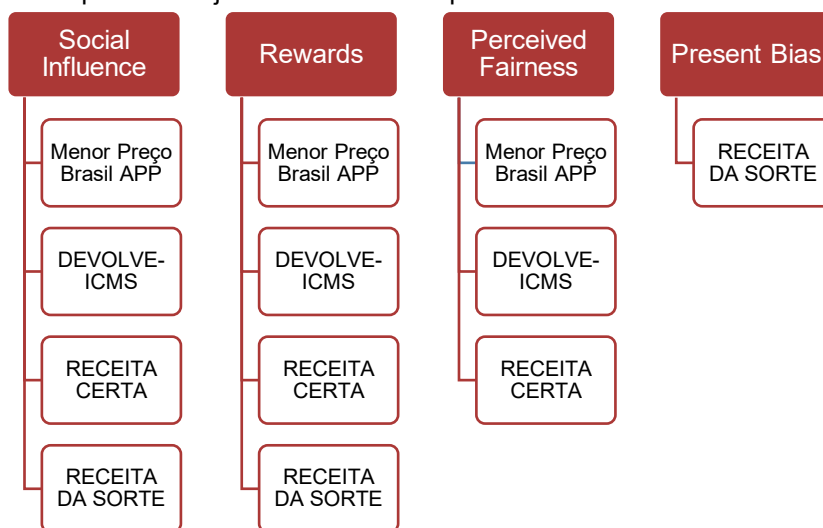 Social
Influence
Menor Preço
Brasil APP
DEVOLVE-
ICMS
RECEITA
CERTA
RECEITA
DA SORTE
Rewards
Menor Preço
Brasil APP
DEVOLVE-
ICMS
RECEITA
CERTA
RECEITA
DA SORTE
Perceived
Fairness
Menor Preço
Brasil APP
DEVOLVE-
ICMS
RECEITA
CERTA
Present Bias
RECEITA
DA SORTE